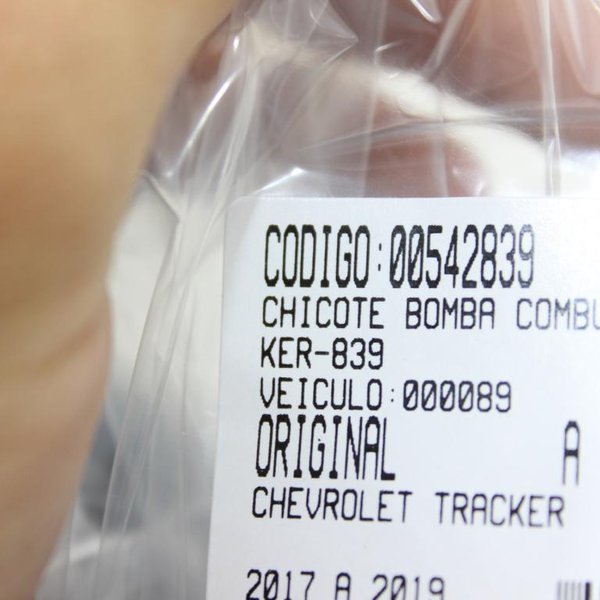 CODIGO:00542839
CHICOTE BOMBA COMBU
KER-839
VEICULO:000089
ORIGINAL A
CHEVROLET TRACKER
2017 A 2019